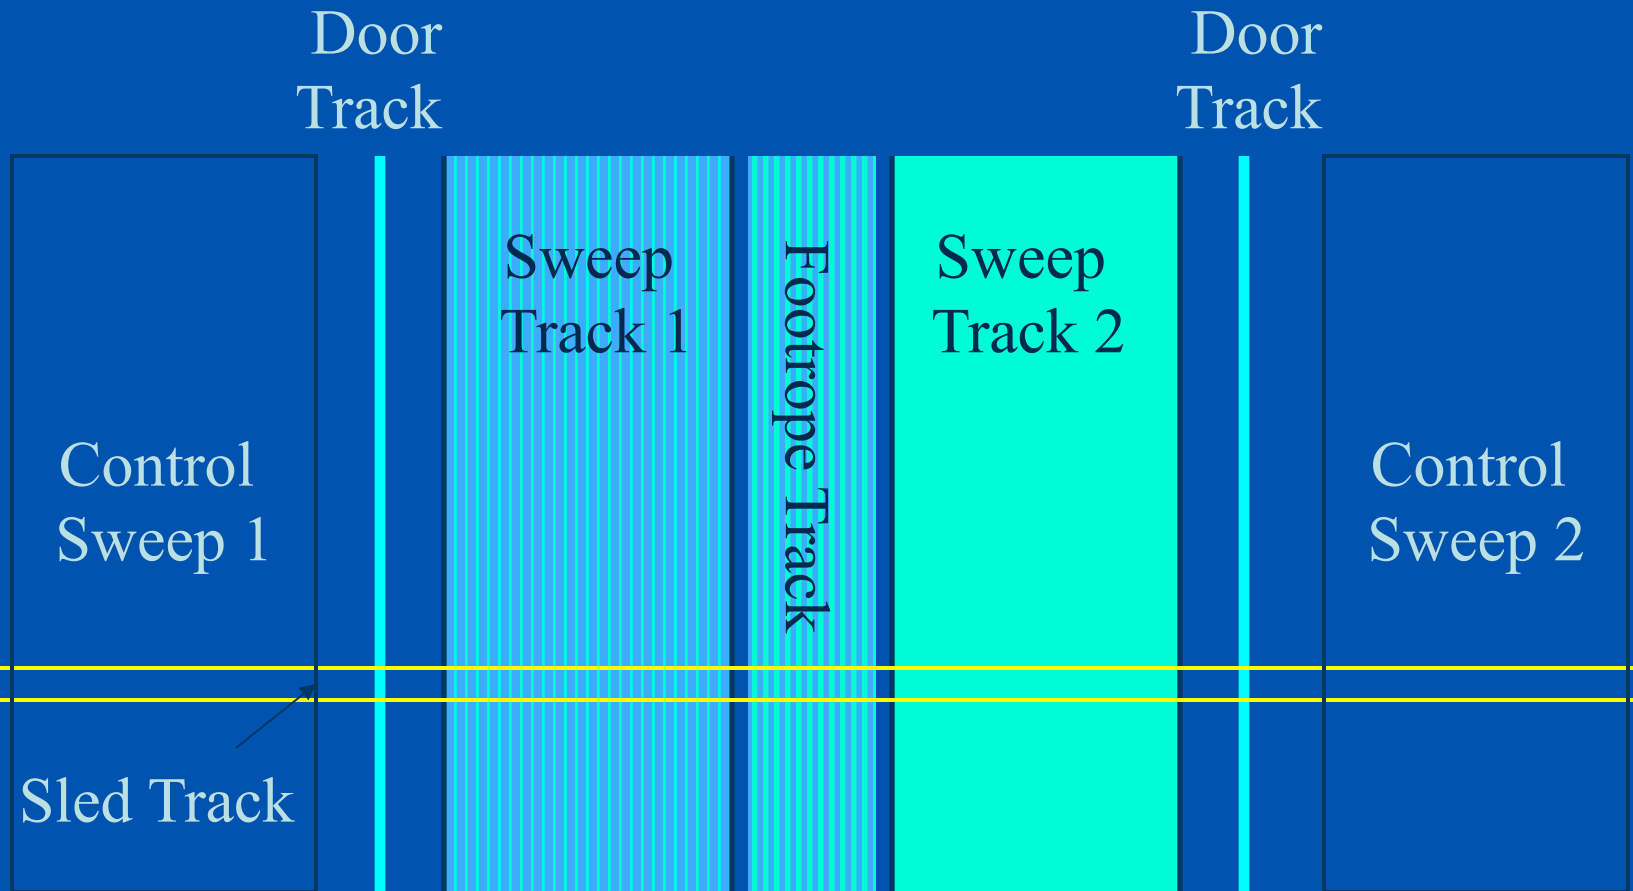 Door
Track
Door
Track
Sweep
Track 1
Footrope Track
Sweep
Track 2
Control
Sweep 1
Control
Sweep 2
Sled Track